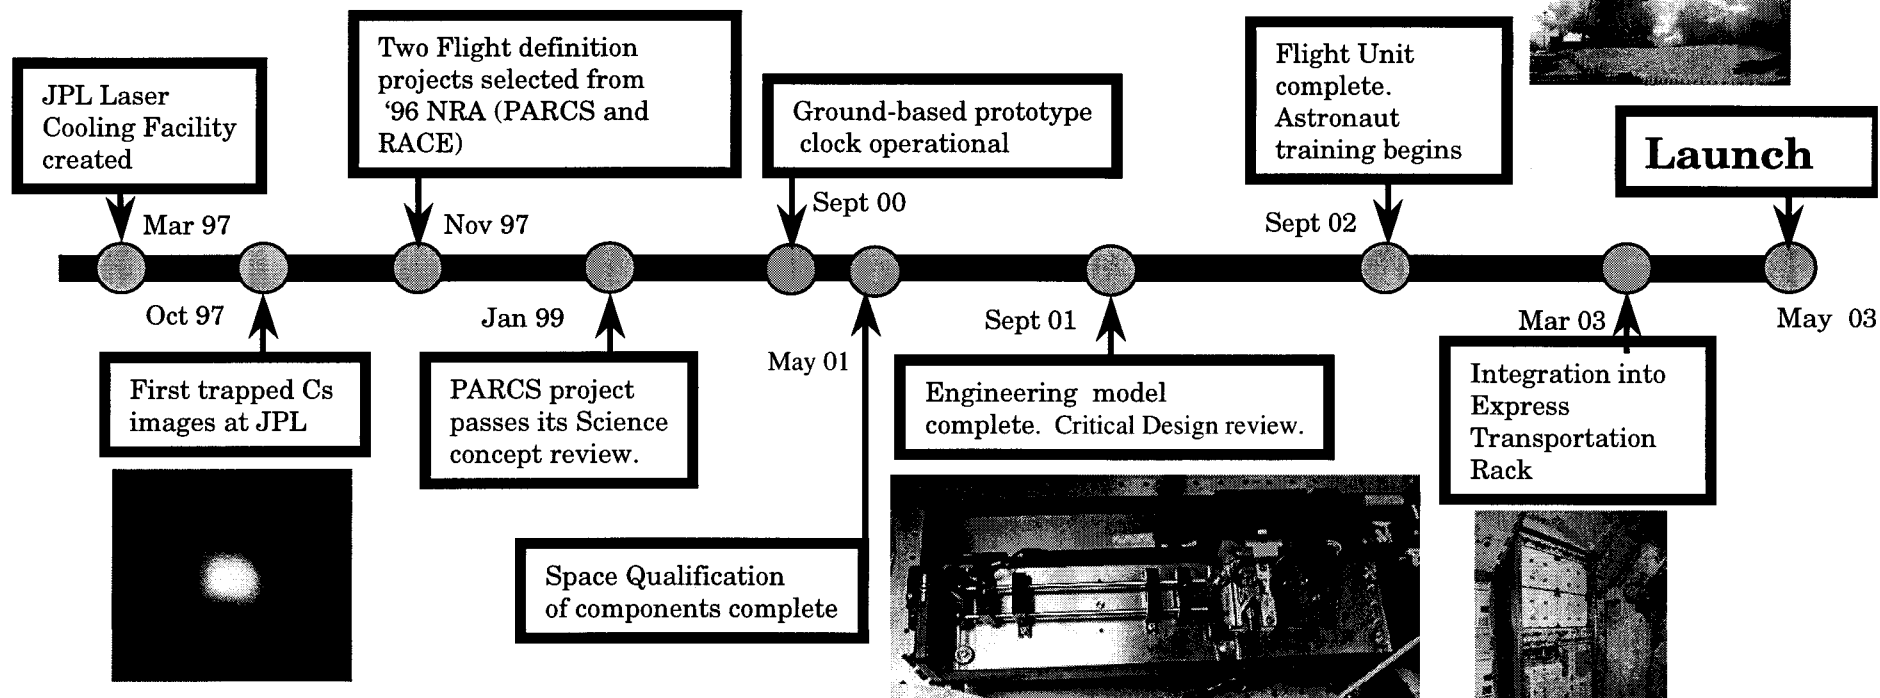 JPL Laser
Cooling Facility
created
Mar 97
Oct 97
First trapped Cs
images at JPL
Two Flight definition
projects selected from
‘96 NRA (PARCS and
RACE)
Nov 97
Jan 99
PARCS project
passes its Science
concept review.
Ground-based prototype
clock operational
Sept 00
May 01
Space Qualification
of components complete
Sept 01
Engineering model
complete. Critical Design review.
Flight Unit
complete.
Astronaut
training begins
Sept 02
Mar 03
Integration into
Express
Transportation
Rack
Launch
May 03